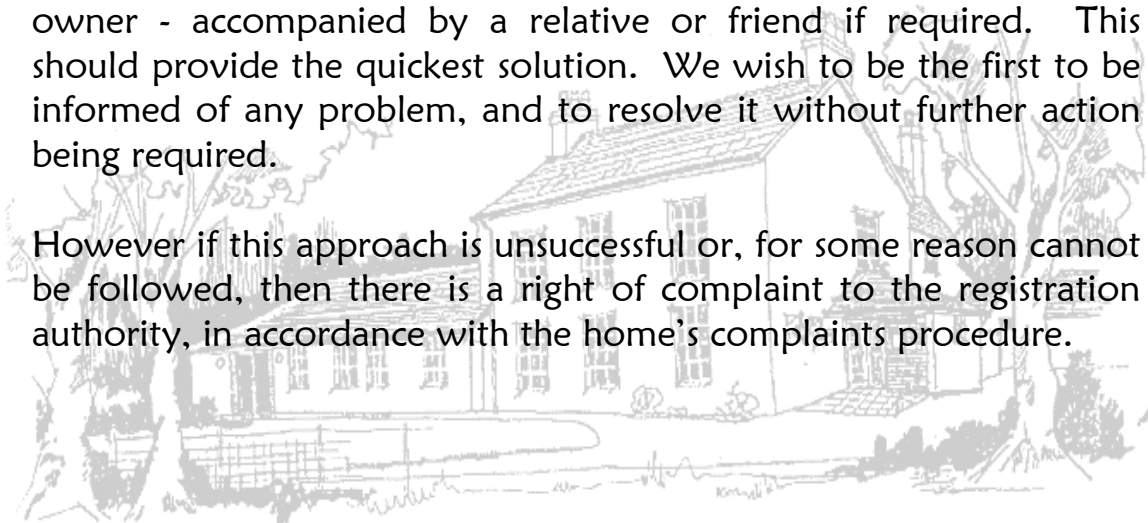 owner - accompanied by a relative or friend if required. This
should provide the quickest solution. We wish to be the first to be
informed of any problem, and to resolve it without further action
being required.
However if this approach is unsuccessful or, for some reason cannot
be followed, then there is a right of complaint to the registration
authority, in accordance with the home’s complaints procedure.